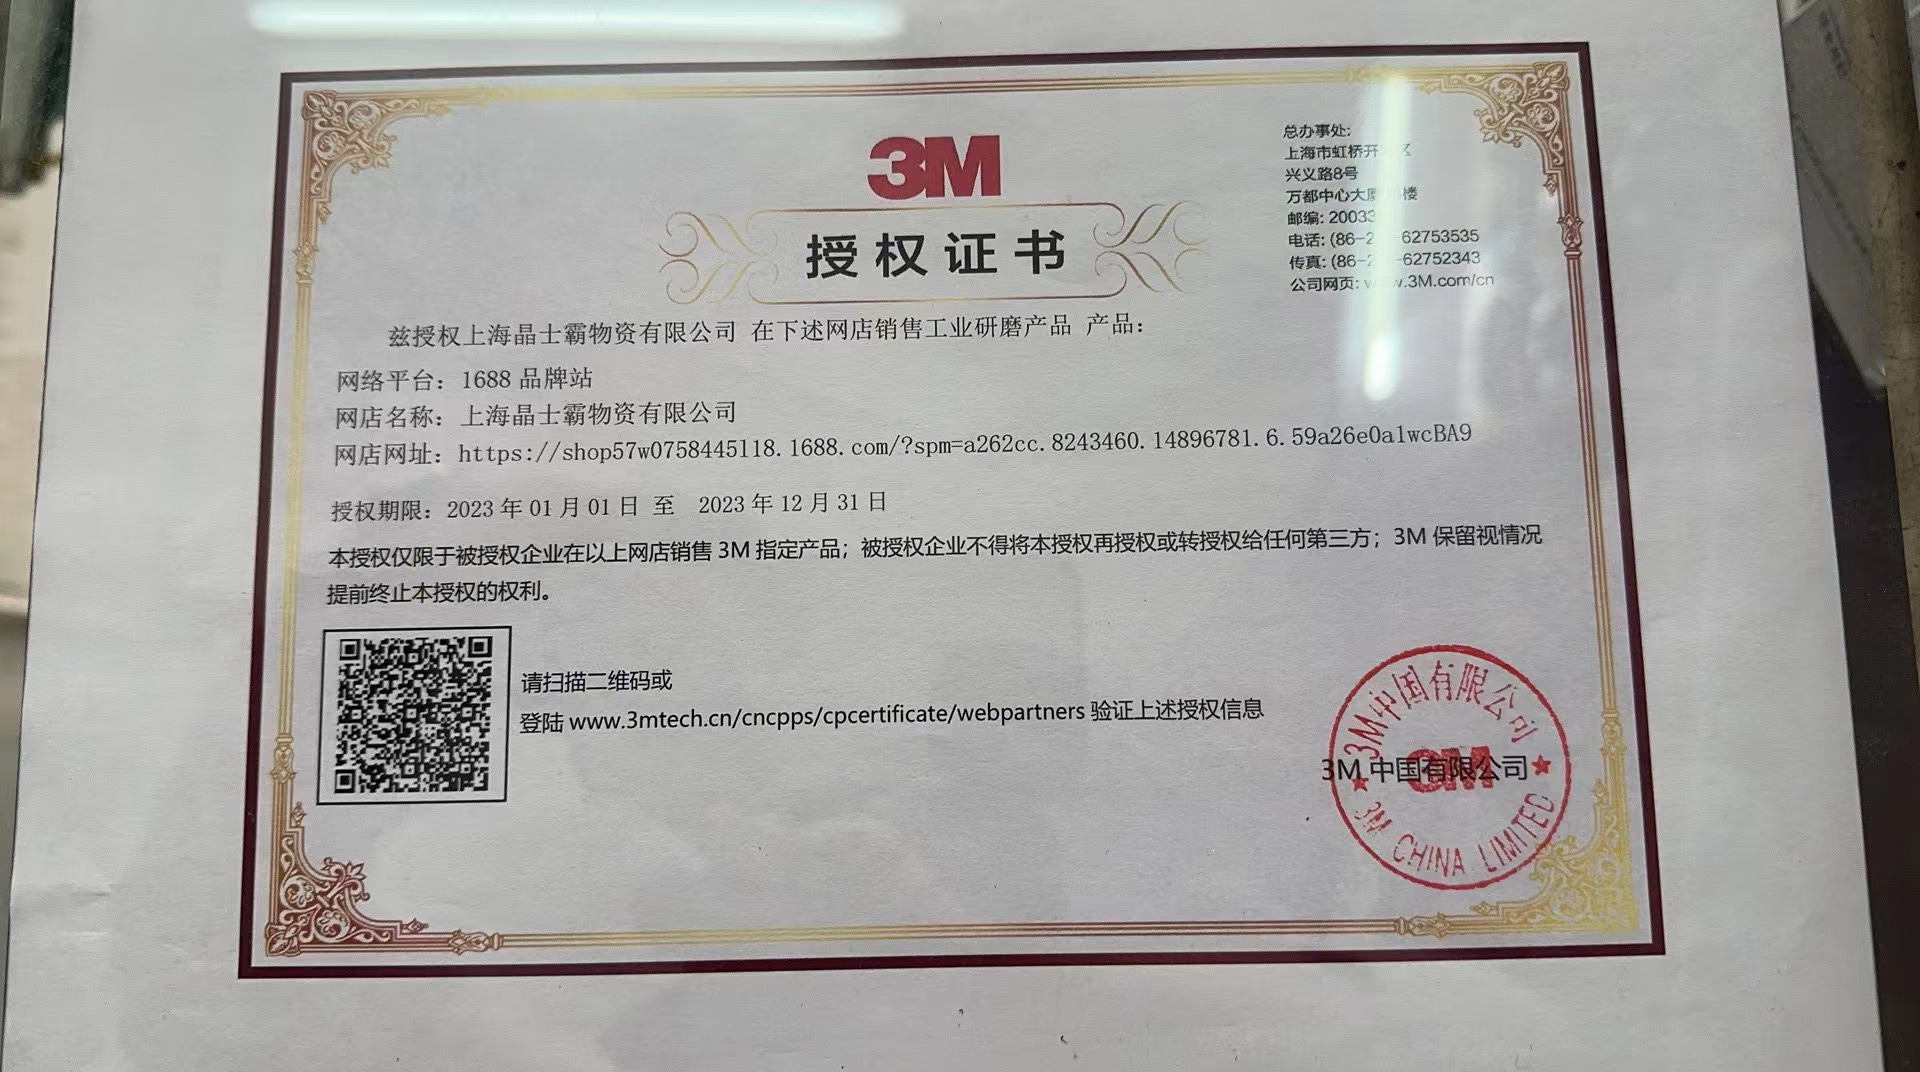 3M
授权证书
总办事处:
上海市虹桥开 区
兴义路8号
万都中心大厦 楼
邮编: 20033
电话: (86-2 -62753535
传真: (86-2 -62752343
公司网页: w w.3M.com/cn
兹授权上海晶士霸物资有限公司 在下述网店销售工业研磨产品 产品：
网络平台：1688 品牌站
网店名称：上海晶士霸物资有限公司
网店网址：https://shop57w0758445l18.1688.com/?spm=a262cc.8243460.14896781.6.59a26e0a1wcBA9
授权期限：2023 年 01 月 01 日 至 2023 年 12 月 31 日
本授权仅限于被授权企业在以上网店销售 3M 指定产品；被授权企业不得将本授权再授权或转授权给任何第三方；3M 保留视情况
提前终止本授权的权利。
请扫描二维码或
登陆 www.3mtech.cn/cncpps/cpcertificate/webpartners 验证上述授权信息
3M中国有限公司
3M
3M 中国有限公司
3M CHINA LIMITED